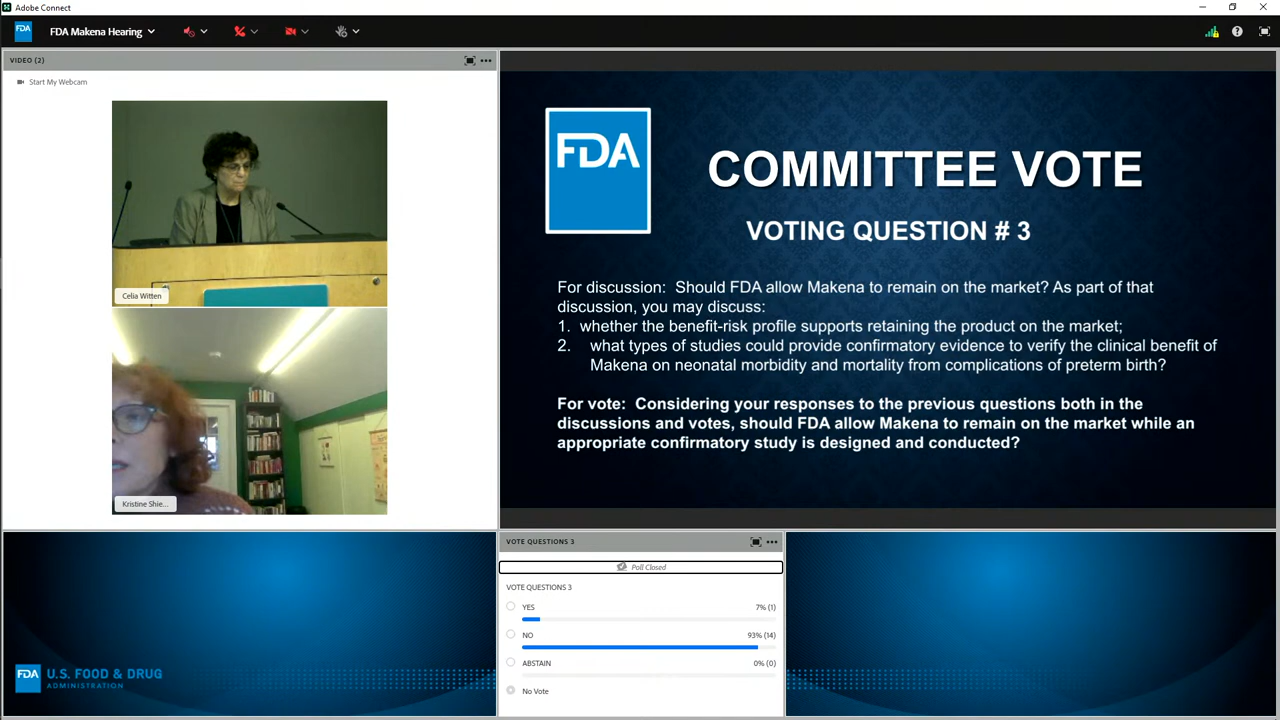 Adobe Connect
FDA
FDA Makena Hearing
VIDEO (2)
Start My Webcam
Celia Witten
Kristine Shie...
FDA
COMMITTEE VOTE
VOTING QUESTION # 3
For discussion: Should FDA allow Makena to remain on the market? As part of that
discussion, you may discuss:
1. whether the benefit-risk profile supports retaining the product on the market;
2. what types of studies could provide confirmatory evidence to verify the clinical benefit of
Makena on neonatal morbidity and mortality from complications of preterm birth?
For vote: Considering your responses to the previous questions both in the
discussions and votes, should FDA allow Makena to remain on the market while an
appropriate confirmatory study is designed and conducted?
VOTE QUESTIONS 3
Poll Closed
VOTE QUESTIONS 3
YES 7% (1)
NO 93% (14)
ABSTAIN 0% (0)
No Vote
FDA U.S. FOOD & DRUG
ADMINISTRATION